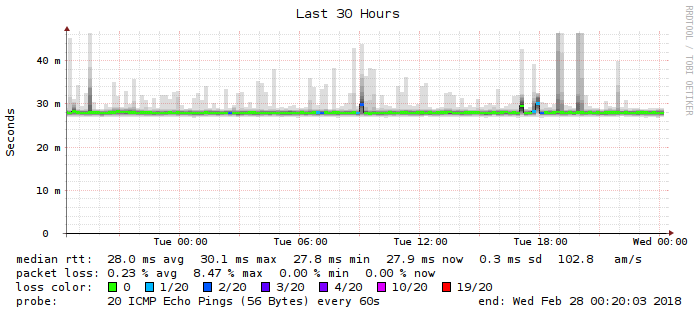 Last 30 Hours
RRDTOOL / TOBI OETIKER
Seconds
40 m
30 m
20 m
10 m
0
Tue 00:00 Tue 06:00 Tue 12:00 Tue 18:00 Wed 00:00
median rtt: 28.0 ms avg 30.1 ms max 27.8 ms min 27.9 ms now 0.3 ms sd 102.8 am/s
packet loss: 0.23 % avg 8.47 % max 0.00 % min 0.00 % now
loss color: 0 1/20 2/20 3/20 4/20 10/20 19/20
probe: 20 ICMP Echo Pings (56 Bytes) every 60s end: Wed Feb 28 00:20:03 2018